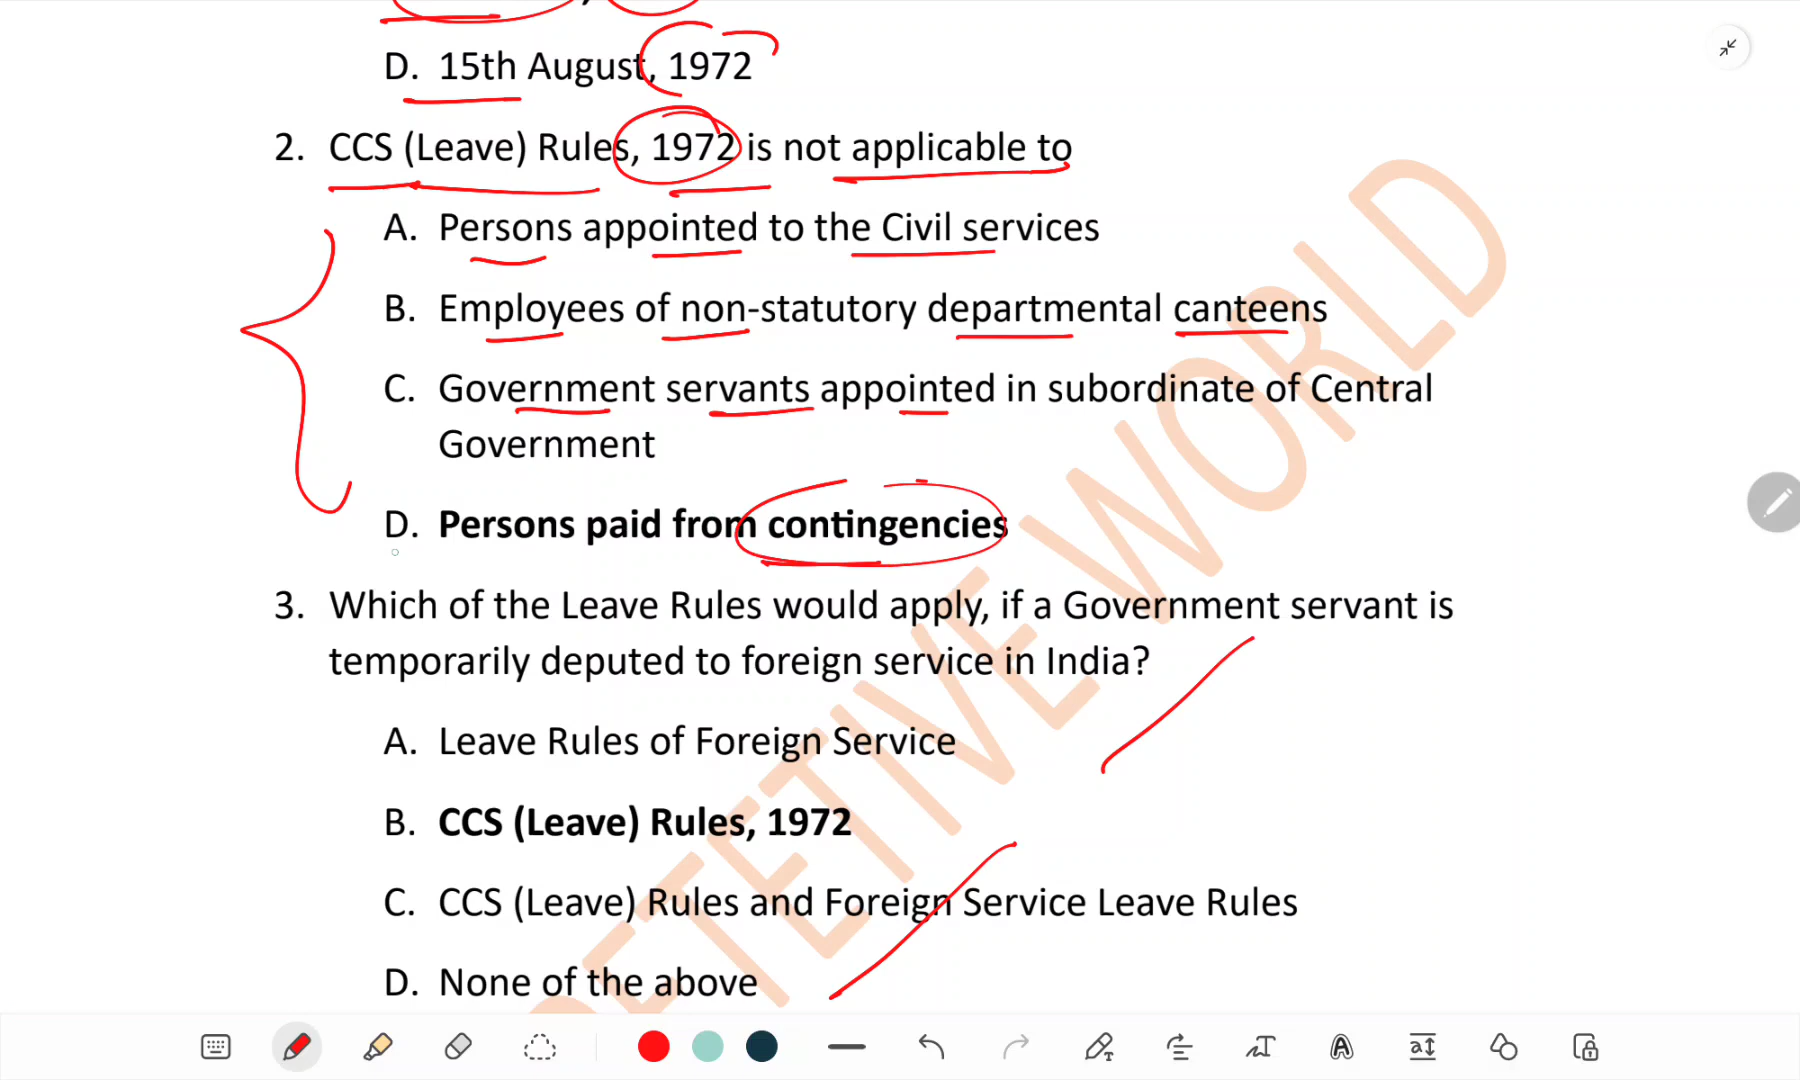 D. 15th August, 1972
2. CCS (Leave) Rules, 1972 is not applicable to
A. Persons appointed to the Civil services
B. Employees of non-statutory departmental canteens
C. Government servants appointed in subordinate of Central
Government
D. Persons paid from contingencies
3. Which of the Leave Rules would apply, if a Government servant is
temporarily deputed to foreign service in India?
A. Leave Rules of Foreign Service
B. CCS (Leave) Rules, 1972
C. CCS (Leave) Rules and Foreign Service Leave Rules
D. None of the above
ETETIVE WORLD